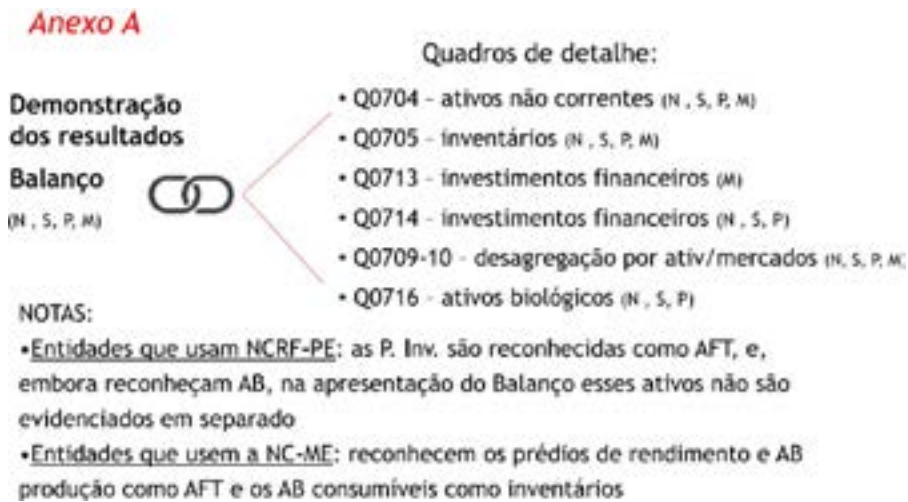 Anexo A
Quadros de detalhe:
Demonstração
dos resultados
Balanço
(N , S, P, M)
• Q0704 - ativos não correntes (N , S, P, M)
• Q0705 - inventários (N , S, P, M)
• Q0713 - investimentos financeiros (M)
• Q0714 - investimentos financeiros (N , S, P)
• Q0709-10 - desagregação por ativ/mercados (N, S, P, M
• Q0716 - ativos biológicos (N , S, P)
NOTAS:
•Entidades que usam NCRF-PE: as P. Inv. são reconhecidas como AFT, e,
embora reconheçam AB, na apresentação do Balanço esses ativos não são
evidenciados em separado
•Entidades que usem a NC-ME: reconhecem os prédios de rendimento e AB
produção como AFT e os AB consumíveis como inventários